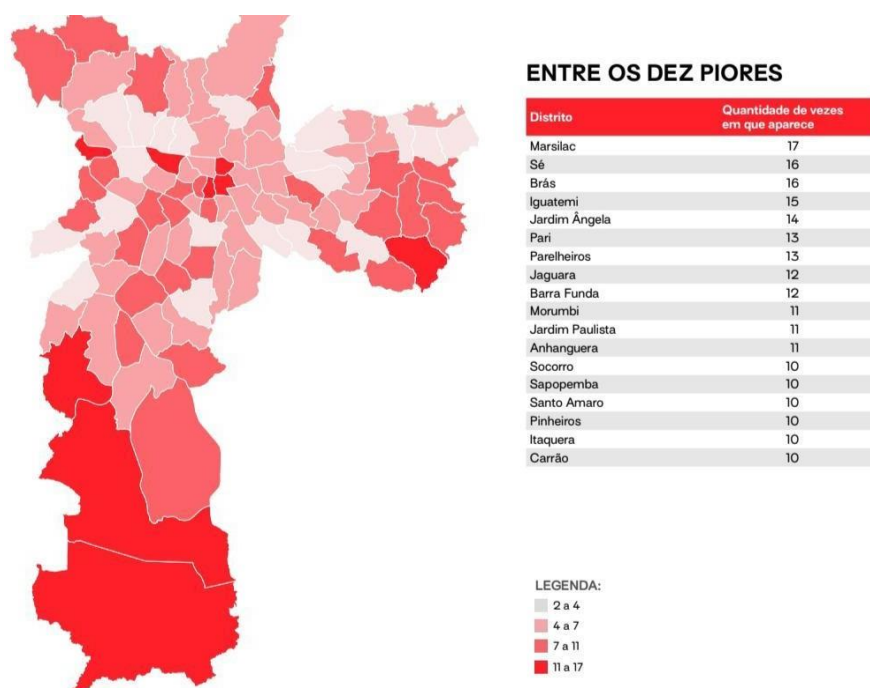 ENTRE OS DEZ PIORES
Distrito Quantidade de vezes
em que aparece
Marsilac 17
Sé 16
Brás 16
Iguatemi 15
Jardim Ângela 14
Pari 13
Parelheiros 13
Jaguara 12
Barra Funda 12
Morumbi 11
Jardim Paulista 11
Anhanguera 11
Socorro 10
Sapopemba 10
Santo Amaro 10
Pinheiros 10
Itaquera 10
Carrão 10
LEGENDA:
2 a 4
4 a 7
7 a 11
11 a 17